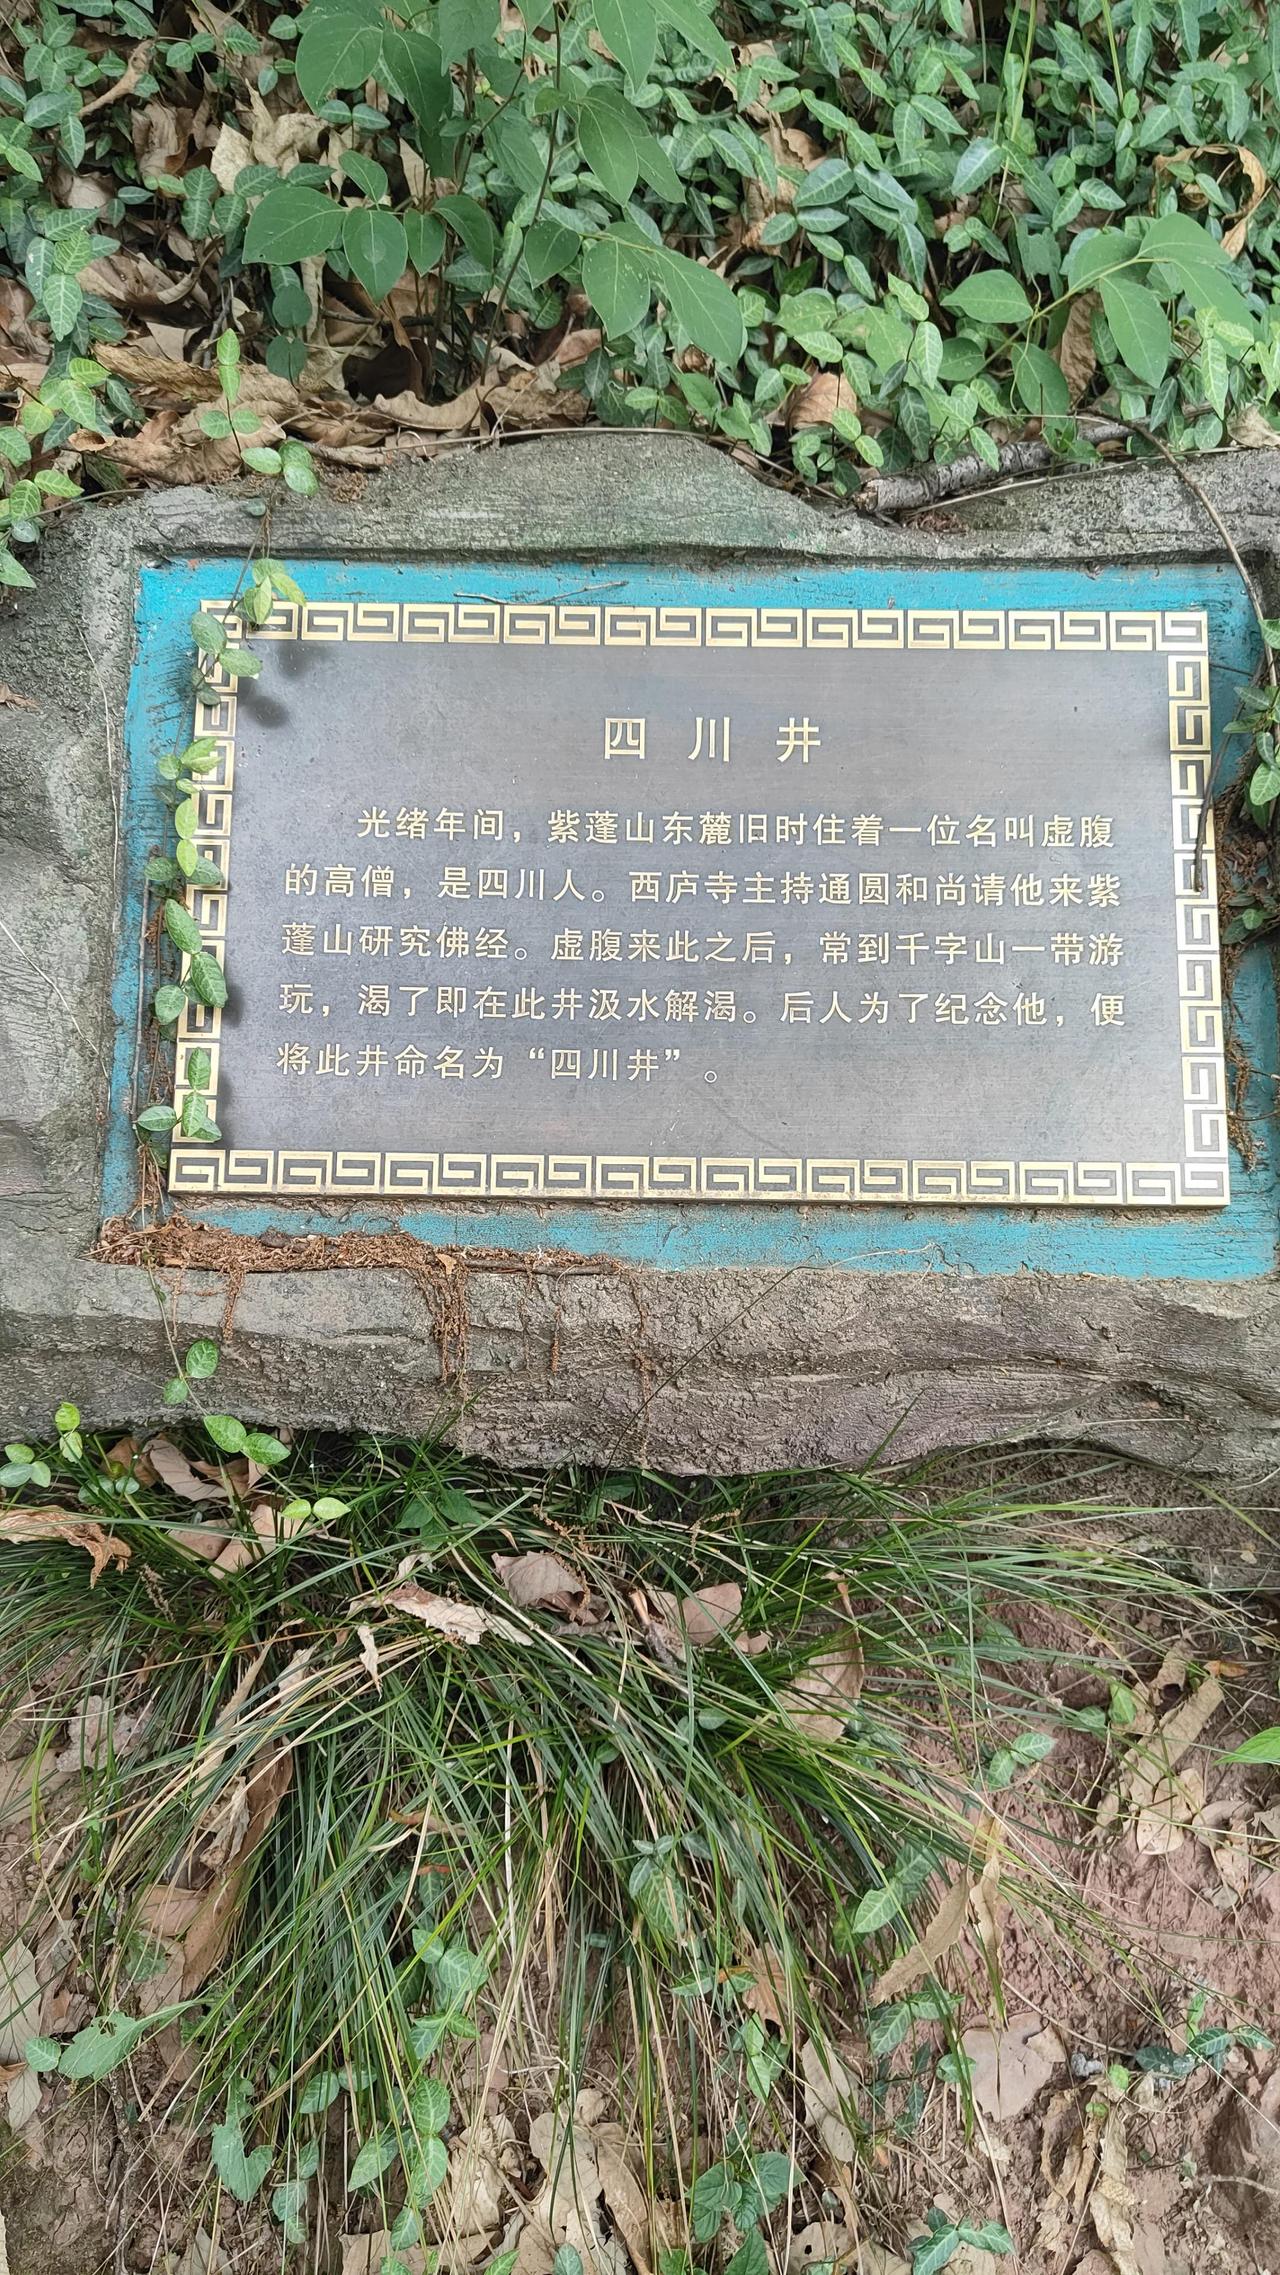 四川井
光绪年间，紫蓬山东麓旧时住着一位名叫虚腹
的高僧，是四川人。西庐寺主持通圆和尚请他来紫
蓬山研究佛经。虚腹来此之后，常到千字山一带游
玩，渴了即在此井汲水解渴。后人为了纪念他，便
将此井命名为“四川井”。